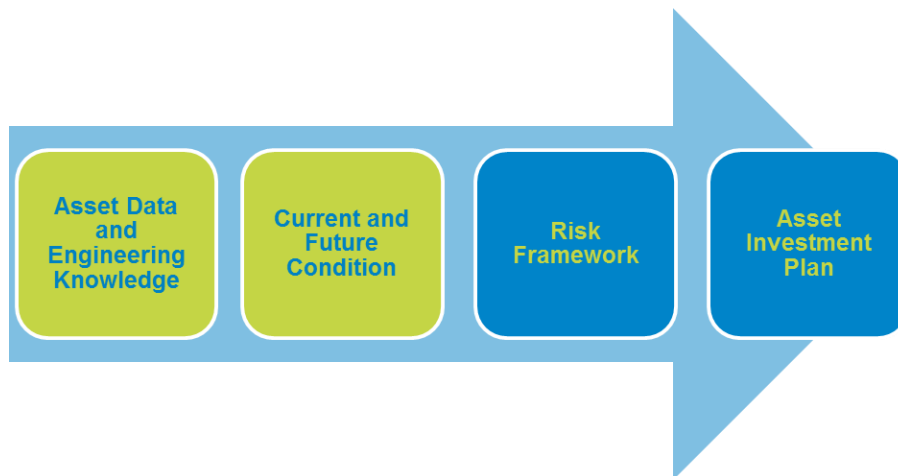 Asset Data
and
Engineering
Knowledge
Current and
Future
Condition
Risk
Framework
Asset
Investment
Plan